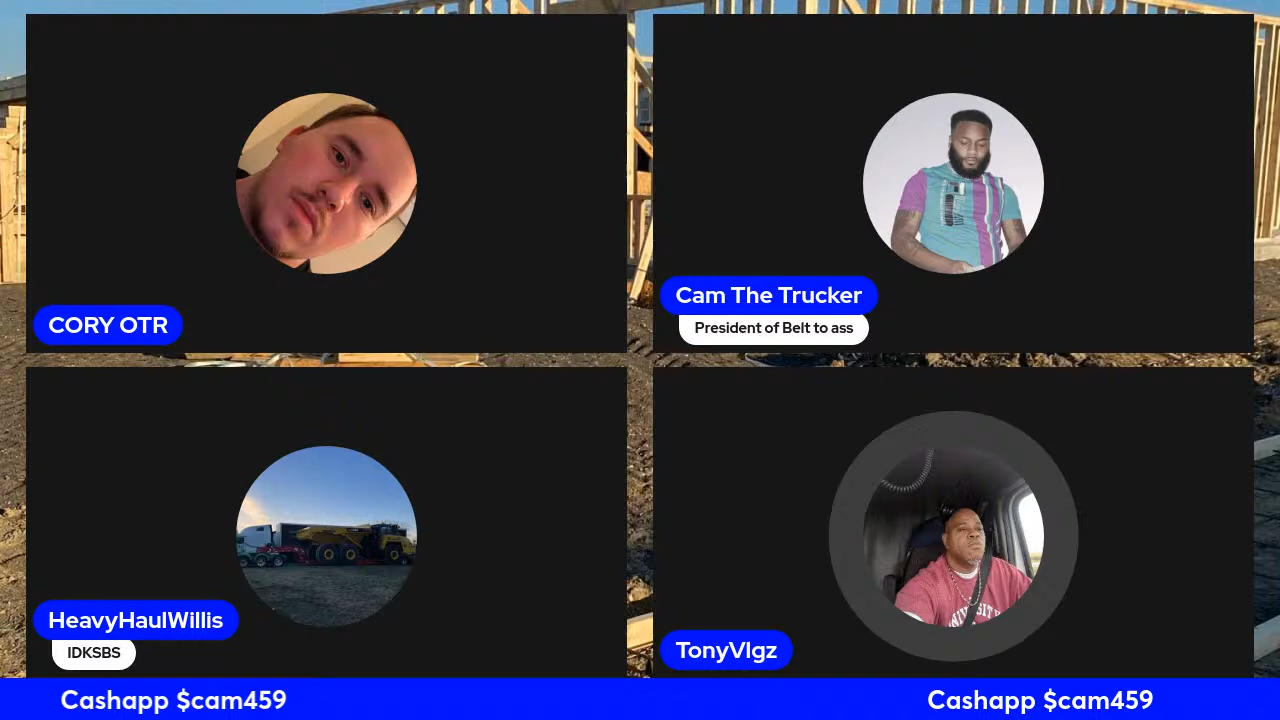 CORY OTR
Cam The Trucker
President of Belt to ass
HeavyHaulWillis
IDKSBS
TonyVlgz
Cashapp $cam459
Cashapp $cam459